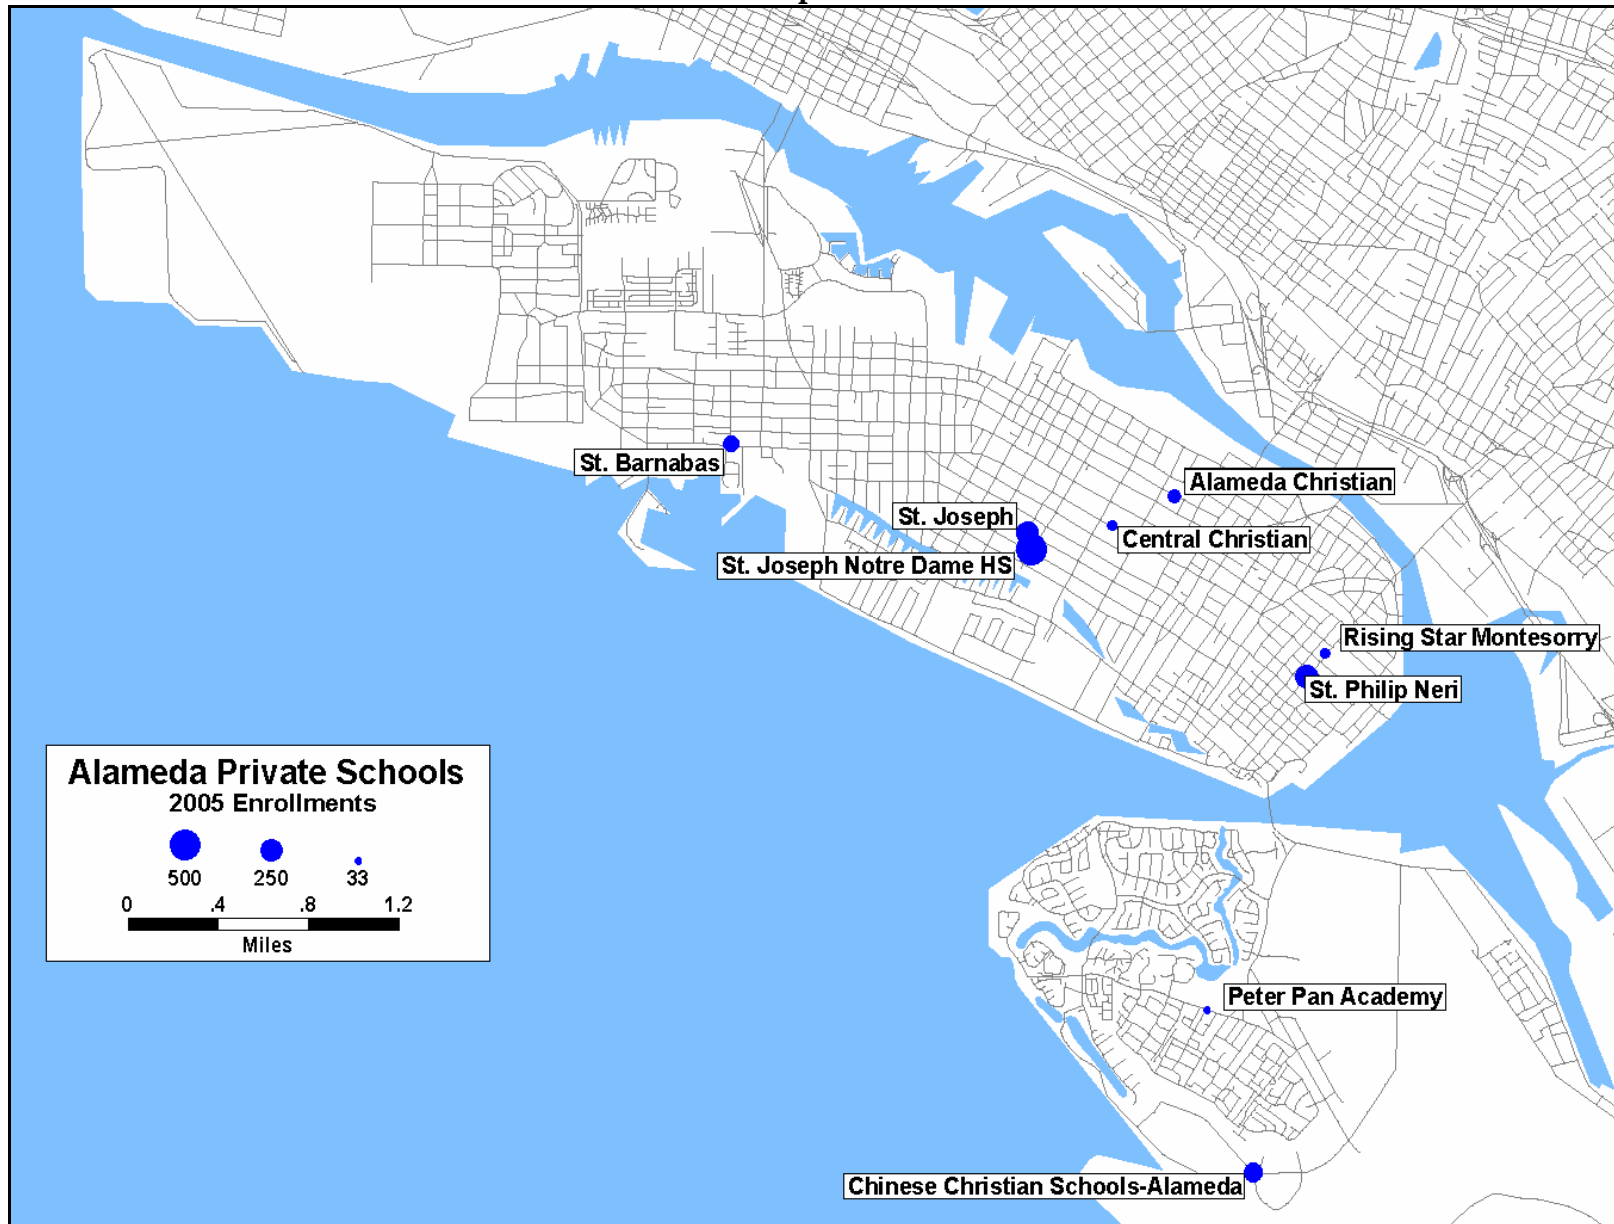 St. Barnabas
Alameda Christian
St. Joseph
Central Christian
St. Joseph Notre Dame HS
Rising Star Montesorry
St. Philip Neri
Alameda Private Schools
2005 Enrollments
500 250 33
0 .4 .8 1.2
Miles
Peter Pan Academy
Chinese Christian Schools-Alameda